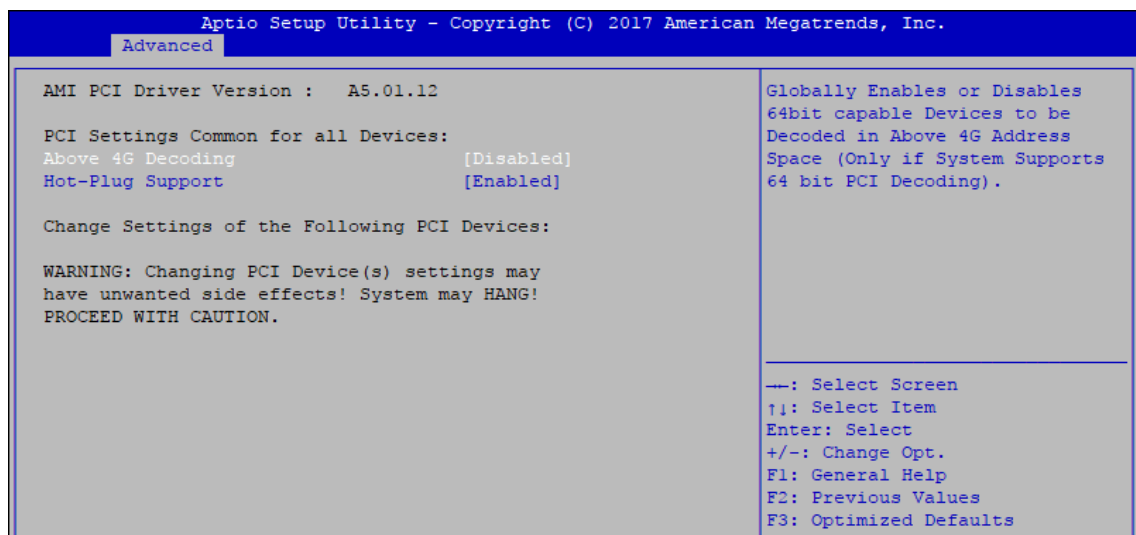 Aptio Setup Utility - Copyright (C) 2017 American Megatrends, Inc.
Advanced
AMI PCI Driver Version :   A5.01.12
PCI Settings Common for all Devices:
Above 4G Decoding [Disabled]
Hot-Plug Support [Enabled]
Change Settings of the Following PCI Devices:
WARNING: Changing PCI Device(s) settings may
have unwanted side effects! System may HANG!
PROCEED WITH CAUTION.
Globally Enables or Disables
64bit capable Devices to be
Decoded in Above 4G Address
Space (Only if System Supports
64 bit PCI Decoding).
→←: Select Screen
↑↓: Select Item
Enter: Select
+/-: Change Opt.
F1: General Help
F2: Previous Values
F3: Optimized Defaults